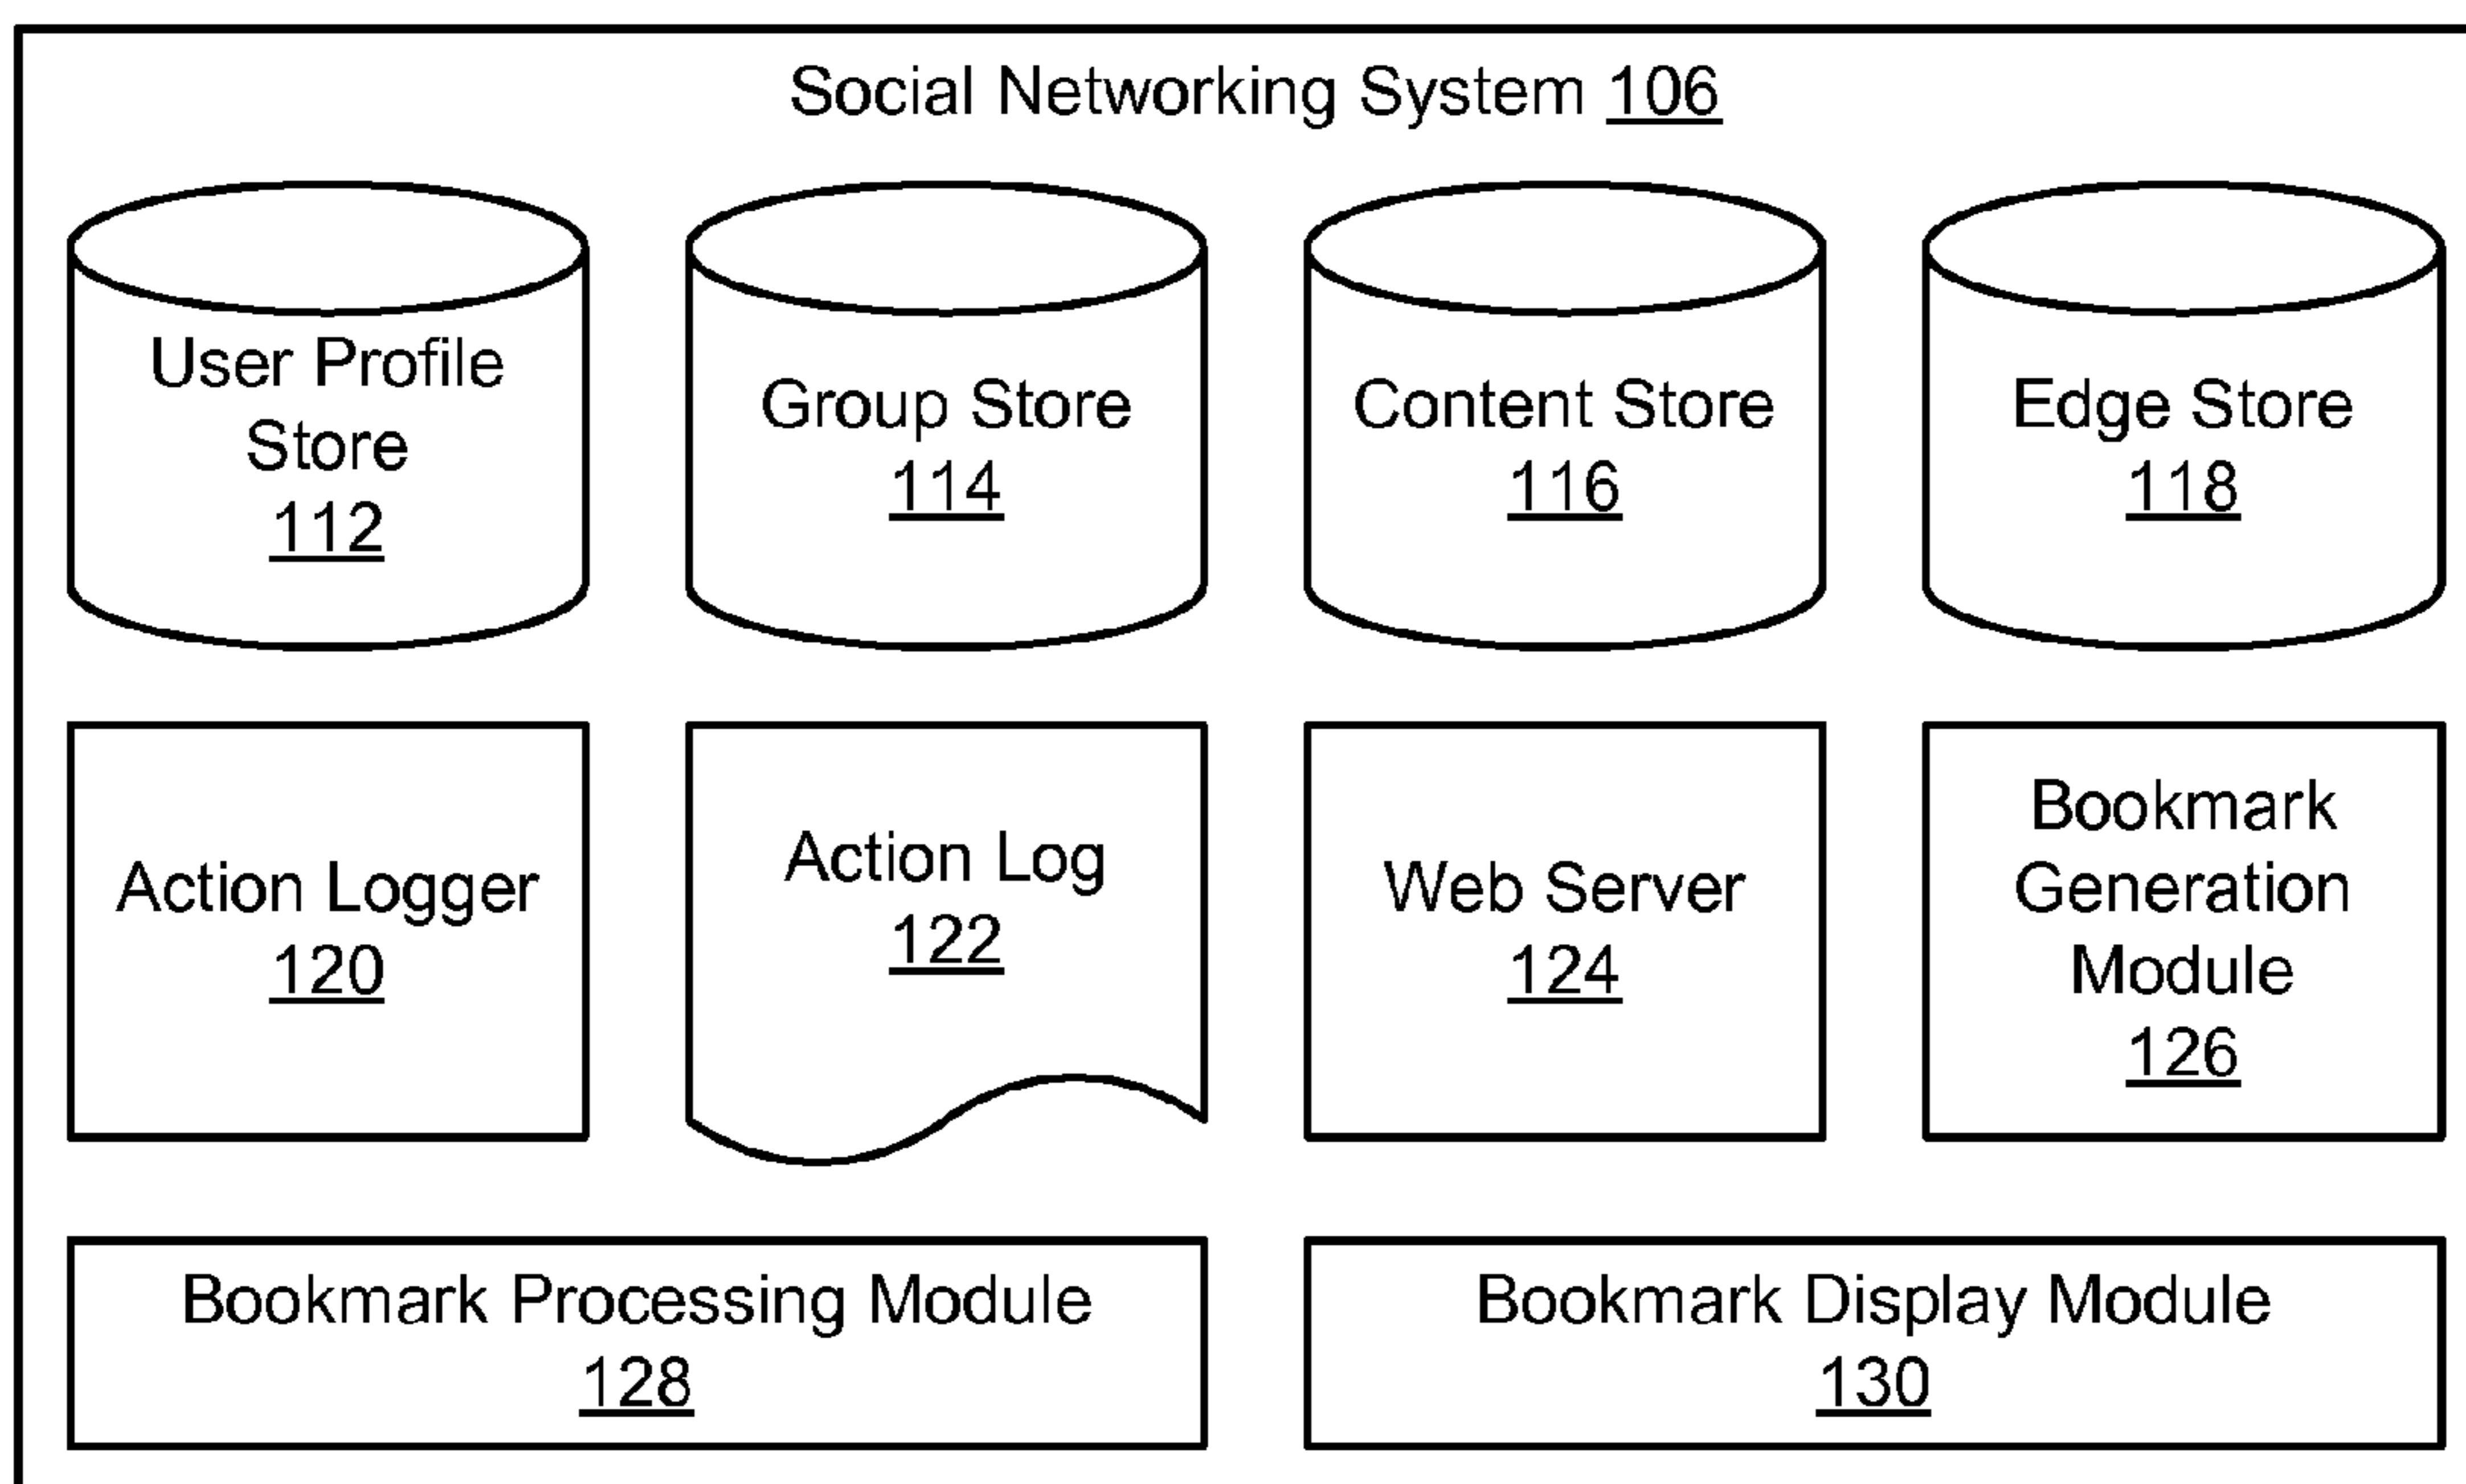 Social Networking System 106
User Profile
Store
112
Group Store
114
Content Store
116
Edge Store
118
Action Logger
120
Action Log
122
Web Server
124
Bookmark
Generation
Module
126
Bookmark Processing Module
128
Bookmark Display Module
130